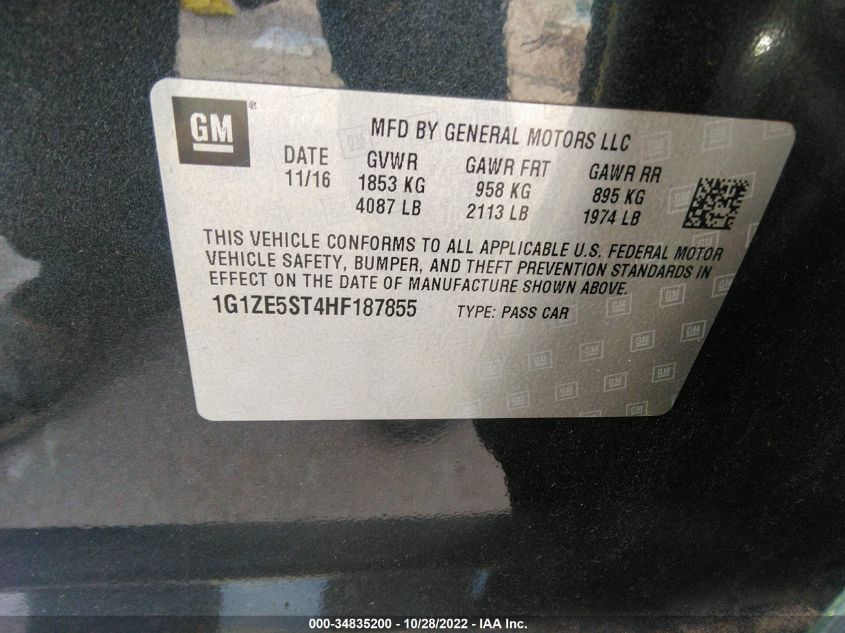 GM ®
MFD BY GENERAL MOTORS LLC
DATE GVWR GAWR FRT GAWR RR
11/16 1853 KG 958 KG 895 KG
4087 LB 2113 LB 1974 LB
THIS VEHICLE CONFORMS TO ALL APPLICABLE U.S. FEDERAL MOTOR
VEHICLE SAFETY, BUMPER, AND THEFT PREVENTION STANDARDS IN
EFFECT ON THE DATE OF MANUFACTURE SHOWN ABOVE.
1G1ZE5ST4HF187855 TYPE: PASS CAR
000-34835200 - 10/28/2022 - IAA Inc.